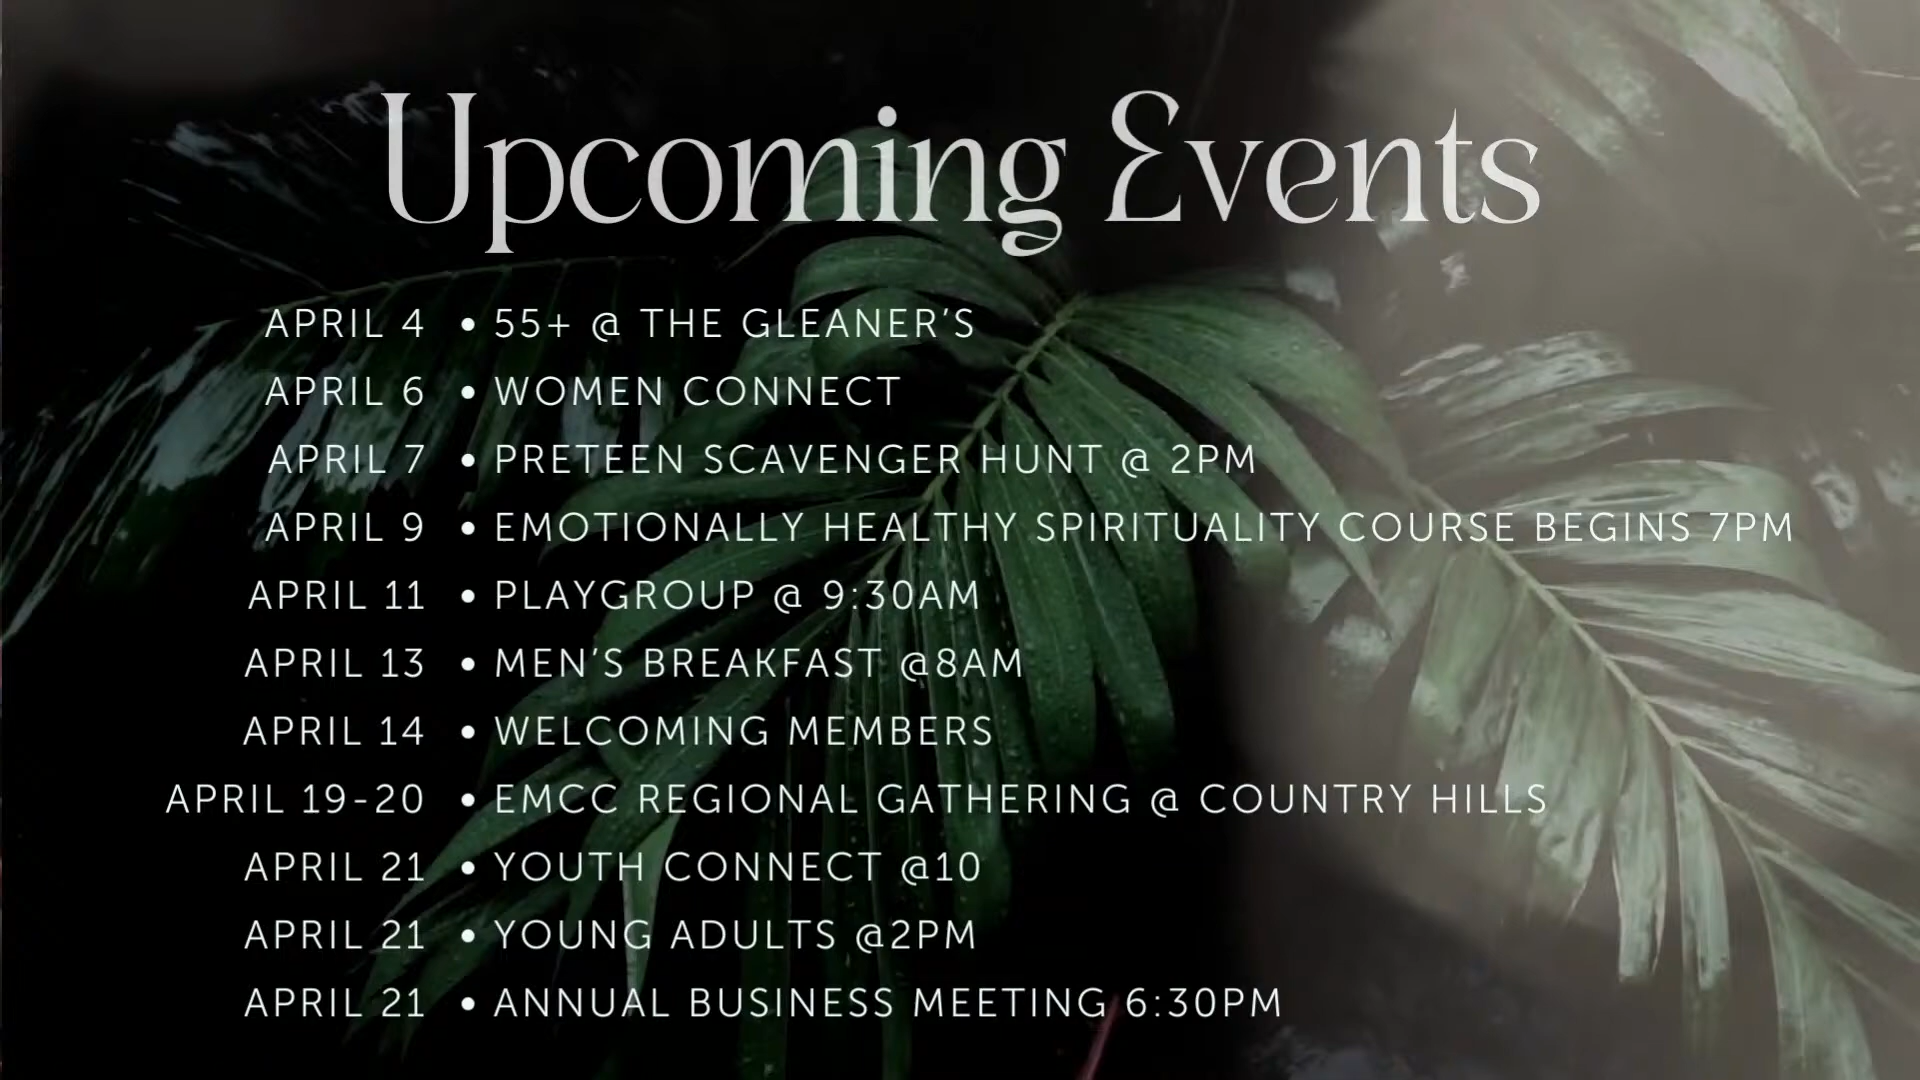 Upcoming Events
APRIL 4 • 55+ @ THE GLEANER'S
APRIL 6 • WOMEN CONNECT
APRIL 7 • PRETEEN SCAVENGER HUNT @ 2PM
APRIL 9 • EMOTIONALLY HEALTHY SPIRITUALITY COURSE BEGINS 7PM
APRIL 11 • PLAYGROUP @ 9:30AM
APRIL 13 • MEN'S BREAKFAST @8AM
APRIL 14 • WELCOMING MEMBERS
APRIL 19-20 • EMCC REGIONAL GATHERING @ COUNTRY HILLS
APRIL 21 • YOUTH CONNECT @10
APRIL 21 • YOUNG ADULTS @2PM
APRIL 21 • ANNUAL BUSINESS MEETING 6:30PM